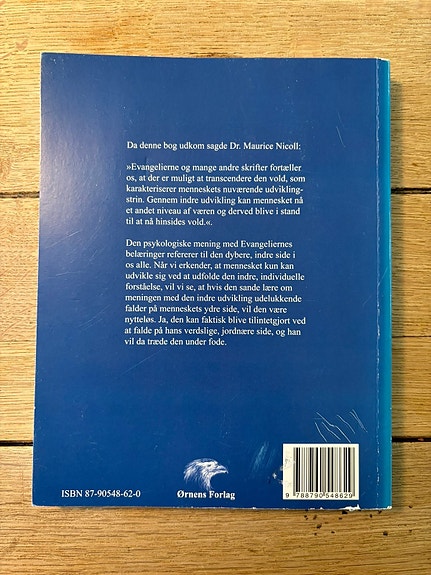 Da denne bog udkom sagde Dr. Maurice Nicoll:
»Evangelierne og mange andre skrifter fortæller
os, at der er muligt at transcendere den vold, som
karakteriserer menneskets nuværende udvikling-
strin. Gennem indre udvikling kan mennesket nå
et andet niveau af væren og derved blive i stand
til at nå hinsides vold.«.
Den psykologiske mening med Evangeliernes
belæringer refererer til den dybere, indre side i
os alle. Når vi erkender, at mennesket kun kan
udvikle sig ved at udfolde den indre, individuelle
forståelse, vil vi se, at hvis den sande lære om
meningen med den indre udvikling udelukkende
falder på menneskets ydre side, vil den være
nytteløs. Ja, den kan faktisk blive tilintetgjort ved
at falde på hans verdslige, jordnære side, og han
vil da træde den under fode.
ISBN 87-90548-62-0
Ørnens Forlag
9 788790 548629